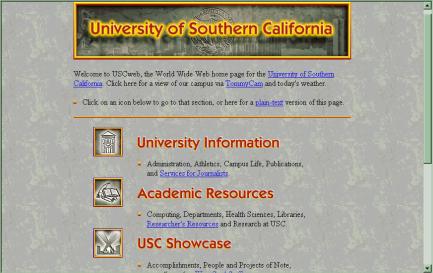 University of Southern California
Welcome to USCweb, the World Wide Web home page for the University of Southern
California. Click here for a view of our campus via TommyCam and today's weather.
Click on an icon below to go to that section, or here for a plain-text version of this page.
University Information
Administration, Athletics, Campus Life, Publications,
and Services for Journalists.
Academic Resources
Computing, Departments, Health Sciences, Libraries,
Researcher's Resources and Research at USC.
USC Showcase
Accomplishments, People and Projects of Note,